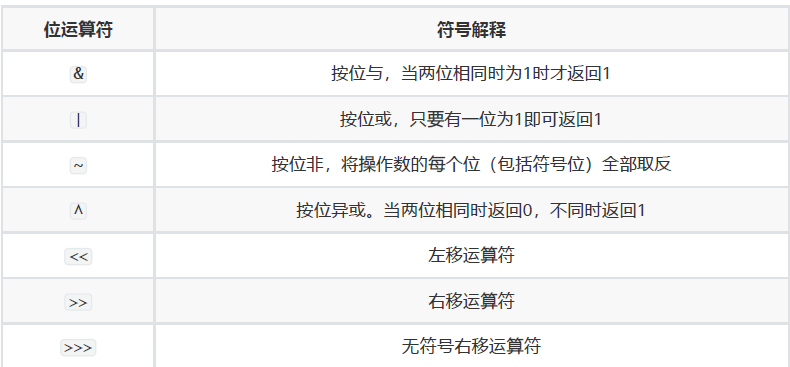 位运算符 符号解释
& 按位与，当两位相同时为1时才返回1
| 按位或，只要有一位为1即可返回1
~ 按位非，将操作数的每个位（包括符号位）全部取反
^ 按位异或。当两位相同时返回0，不同时返回1
<< 左移运算符
>> 右移运算符
>>> 无符号右移运算符